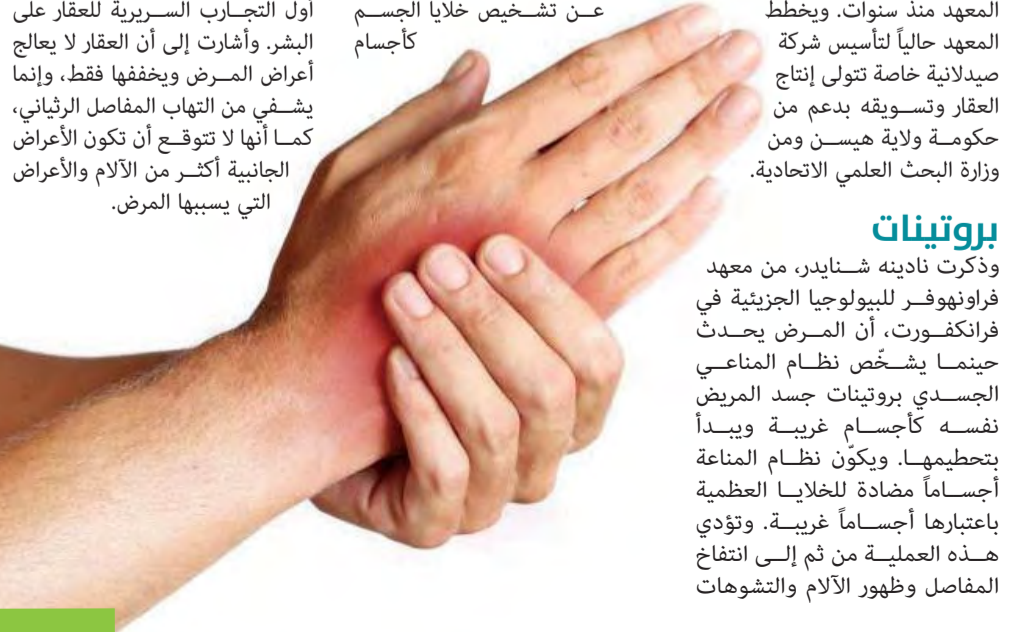 المعهد منذ سنوات. ويخطط
المعهد حالياً لتأسيس شركة
صيدلانية خاصة تتولى إنتاج
العقار وتسويقه بدعم من
حكومة ولاية هيسن ومن
وزارة البحث العلمي الاتحادية.
بروتينات
وذكرت نادينه شنايدر، من معهد
فراونهوفر للبيولوجيا الجزيئية في
فرانكفورت، أن المرض يحدث
حينما يشخّص نظام المناعي
الجسدي بروتينات جسد المريض
نفسه كأجسام غريبة ويبدأ
بتحطيمها. ويكوّن نظام المناعة
أجساماً مضادة للخلايا العظمية
باعتبارها أجساماً غريبة. وتؤدي
هذه العملية من ثم إلى انتفاخ
المفاصل وظهور الآلام والتشوهات
عن تشخيص خلايا الجسم
كأجسام
أول التجارب السريرية للعقار على
البشر. وأشارت إلى أن العقار لا يعالج
أعراض المرض ويخففها فقط، وإنما
يشفي من التهاب المفاصل الرثياني،
كما أنها لا تتوقع أن تكون الأعراض
الجانبية أكثر من الآلام والأعراض
التي يسببها المرض.